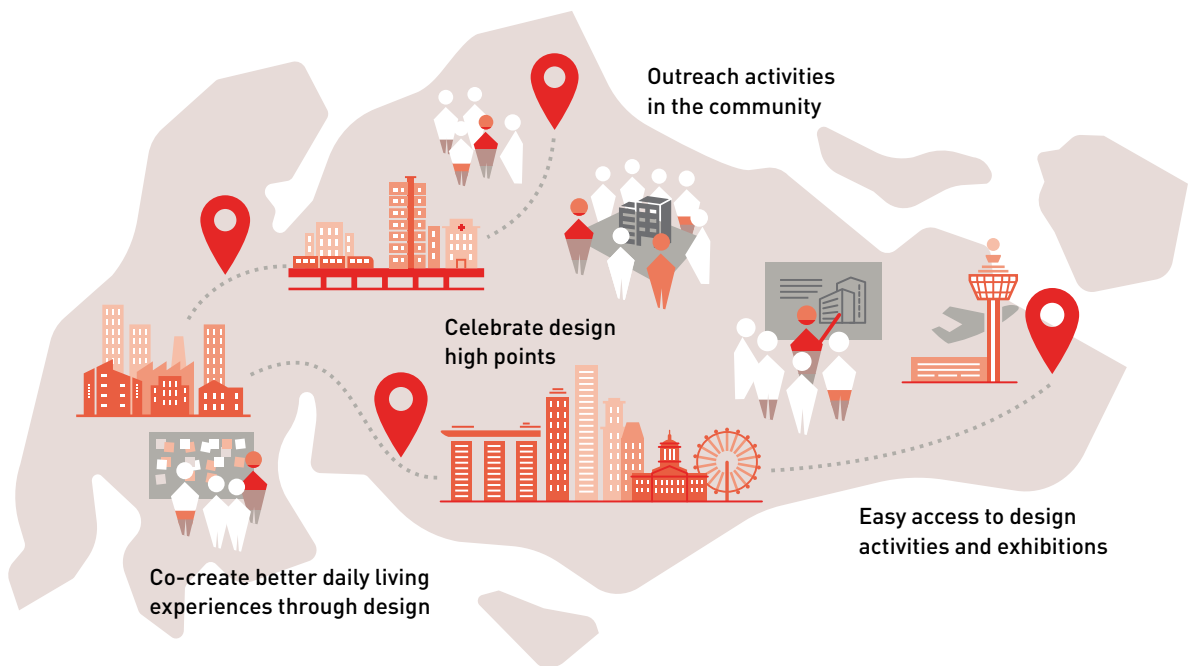 Outreach activities
in the community
Celebrate design
high points
Easy access to design
activities and exhibitions
Co-create better daily living
experiences through design